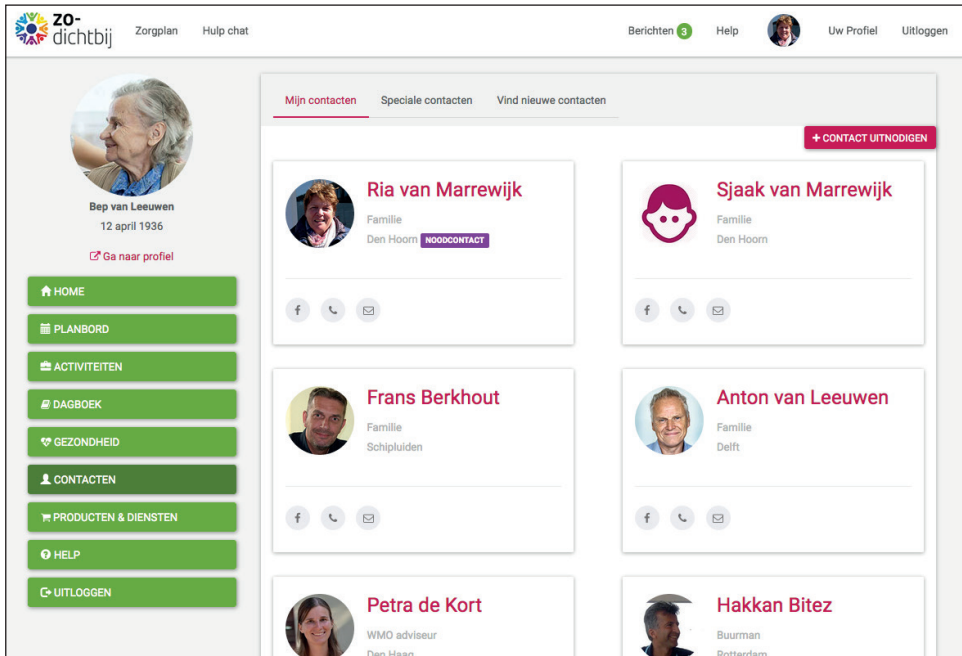 ZO-
dichtbij
Zorgplan
Hulp chat
Berichten 3
Help
Uw Profiel
Uitloggen
Bep van Leeuwen
12 april 1936
Ga naar profiel
HOME
PLANBORD
ACTIVITEITEN
DAGBOEK
GEZONDHEID
CONTACTEN
PRODUCTEN & DIENSTEN
HELP
UITLOGGEN
Mijn contacten
Speciale contacten
Vind nieuwe contacten
+ CONTACT UITNODIGEN
Ria van Marrewijk
Familie
Den Hoorn NOODCONTACT
Sjaak van Marrewijk
Familie
Den Hoorn
Frans Berkhout
Familie
Schipluiden
Anton van Leeuwen
Familie
Delft
Petra de Kort
WMO adviseur
Den Haag
Hakkan Bitez
Buurman
Rotterdam